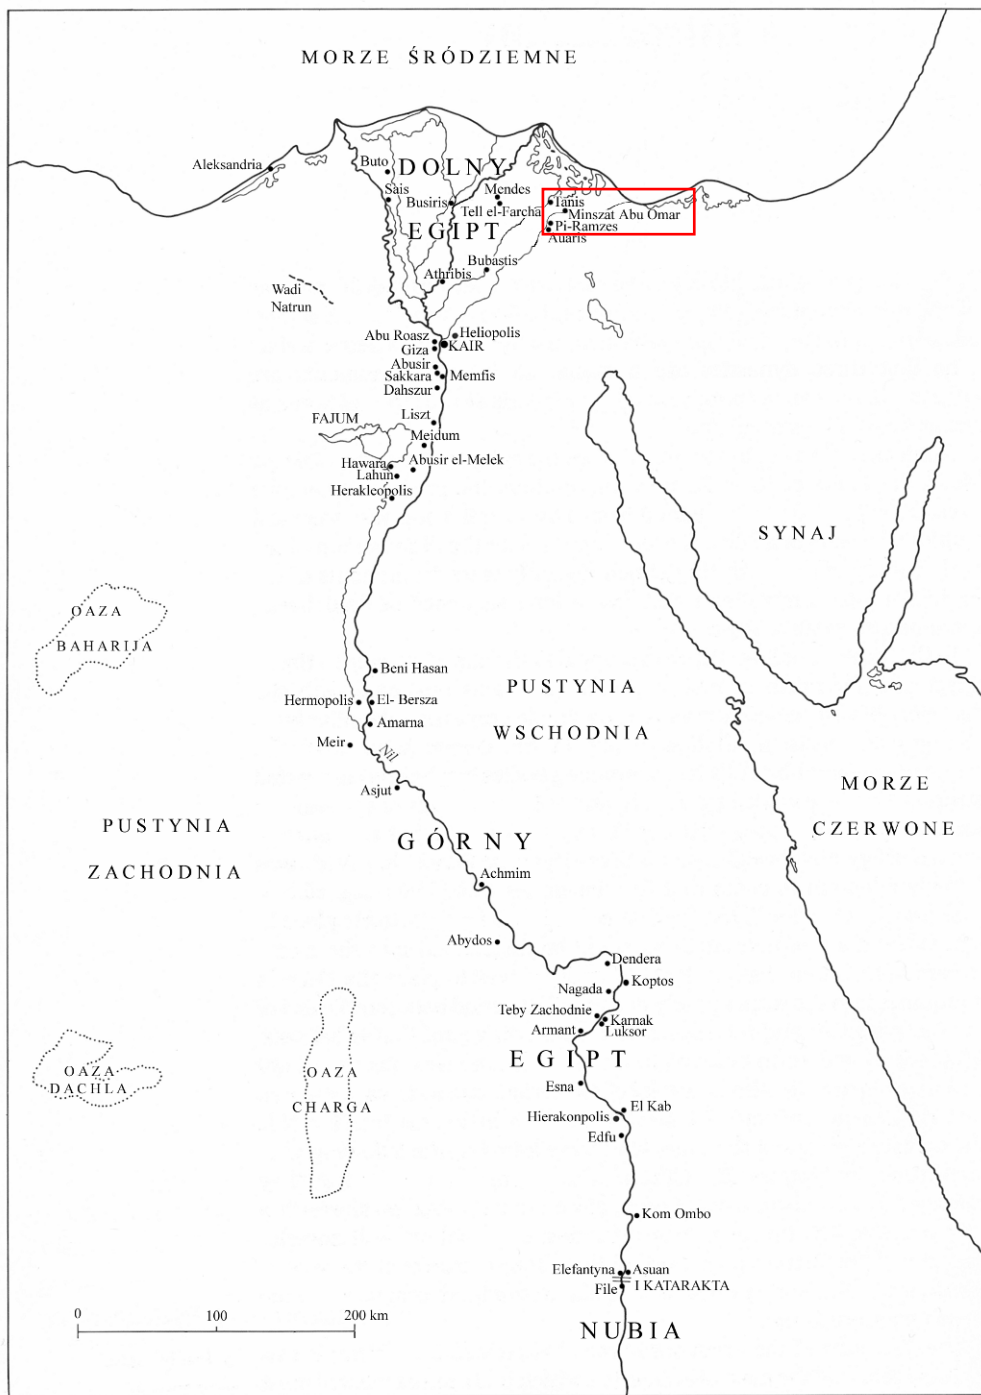 MORZE ŚRÓDZIEMNE
Aleksandria
Buto
DOLNY
Sais
Busiris
Mendes
Tell el-Farcha
Tanis
Minszat Abu Omar
EGIPT
Pi-Ramzes
Auaris
Bubastis
Athribis
Wadi
Natrun
Abu Roasz
Heliopolis
Giza
KAIR
Abusir
Sakkara
Memfis
Dahszur
Liszt
FAJUM
Meidum
Abusir el-Melek
Hawara
Lahun
Herakleopolis
SYNAJ
OAZA
BAHARIJA
Beni Hasan
PUSTYNIA
WSCHODNIA
Hermopolis
El- Bersza
Amarna
Meir
Nil
Asjut
MORZE
CZERWONE
PUSTYNIA
ZACHODNIA
GÓRNY
Achmim
Abydos
Dendera
Koptos
Nagada
Teby Zachodnie
Karnak
Luksor
Armant
EGIPT
OAZA
DACHLA
OAZA
CHARGA
Esna
El Kab
Hierakonpolis
Edfu
Kom Ombo
Elefantyna
Asuan
File
I KATARAKTA
NUBIA
0 100 200 km